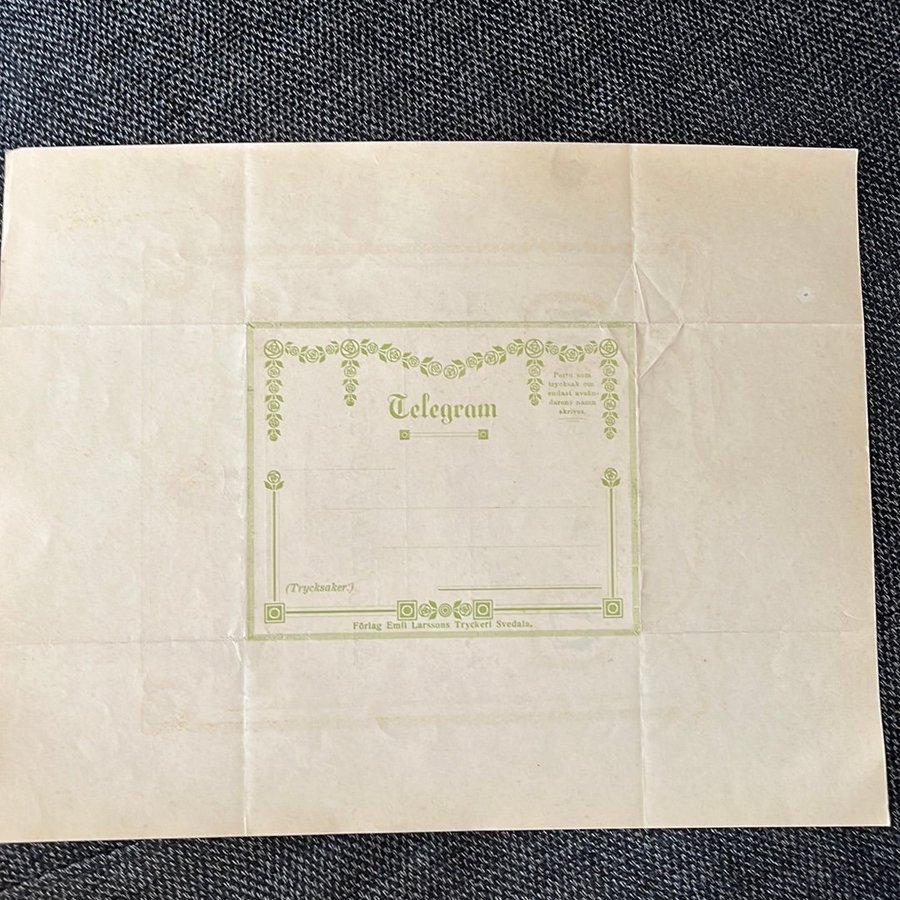 Porto som
trycksak om
endast avsän-
darens namn
skrives.
Telegram
(Trycksaker.)
Förlag Emil Larssons Tryckeri Svedala.